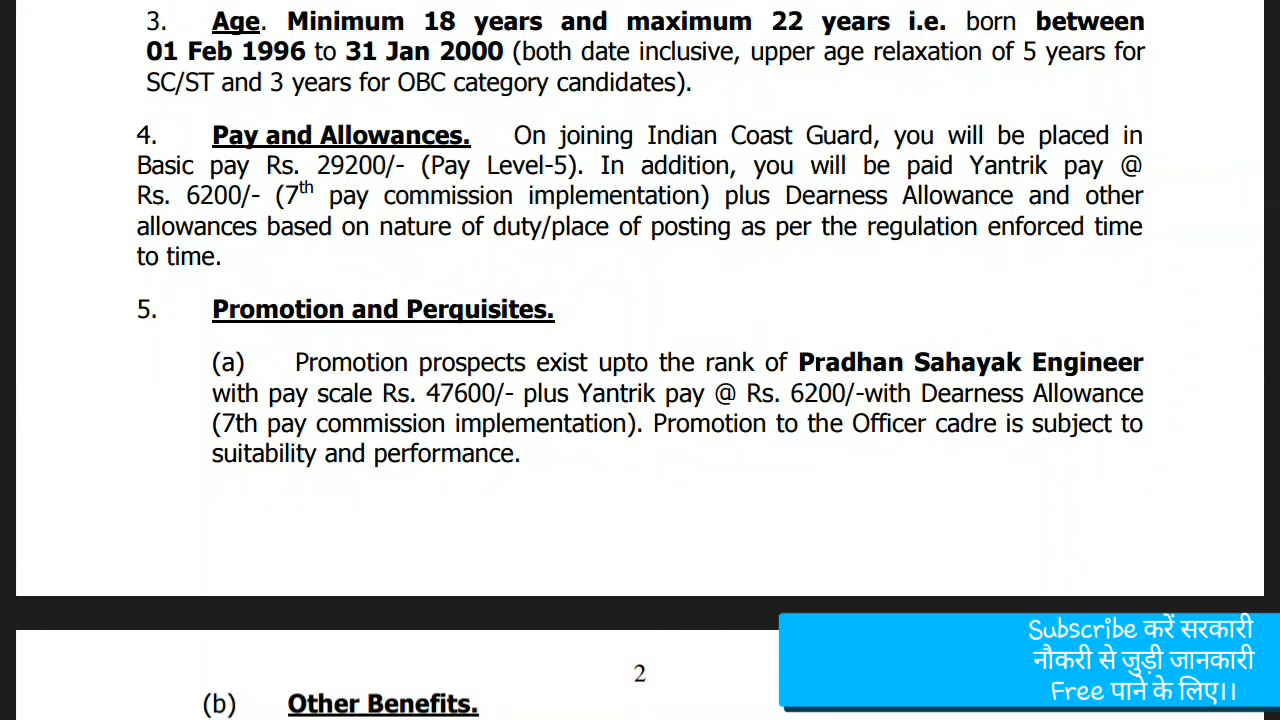 3. Age. Minimum 18 years and maximum 22 years i.e. born between
01 Feb 1996 to 31 Jan 2000 (both date inclusive, upper age relaxation of 5 years for
SC/ST and 3 years for OBC category candidates).
4. Pay and Allowances. On joining Indian Coast Guard, you will be placed in
Basic pay Rs. 29200/- (Pay Level-5). In addition, you will be paid Yantrik pay @
Rs. 6200/- (7th pay commission implementation) plus Dearness Allowance and other
allowances based on nature of duty/place of posting as per the regulation enforced time
to time.
5. Promotion and Perquisites.
(a) Promotion prospects exist upto the rank of Pradhan Sahayak Engineer
with pay scale Rs. 47600/- plus Yantrik pay @ Rs. 6200/-with Dearness Allowance
(7th pay commission implementation). Promotion to the Officer cadre is subject to
suitability and performance.
2
(b) Other Benefits.
Subscribe करें सरकारी
नौकरी से जुड़ी जानकारी
Free पाने के लिए।।